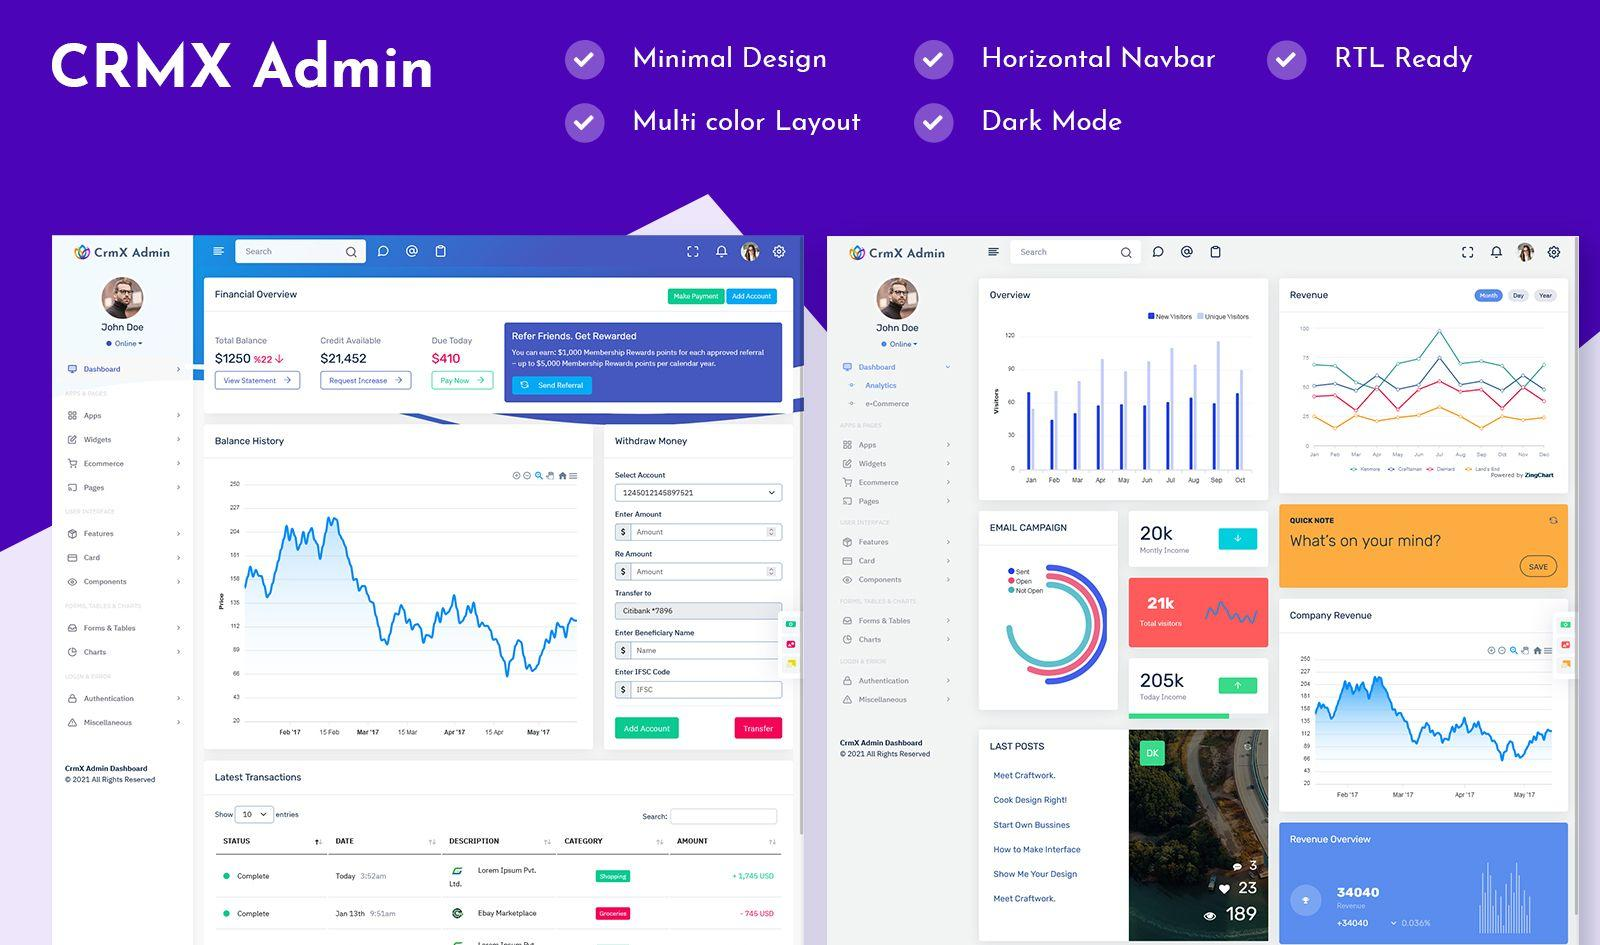 CRMX Admin
Minimal Design
Horizontal Navbar
RTL Ready
Multi color Layout
Dark Mode
CrmX Admin
John Doe
Online
Dashboard
APPS & PAGES
Apps
Widgets
Ecommerce
Pages
USER INTERFACE
Features
Card
Components
FORMS, TABLES & CHARTS
Forms & Tables
Charts
LOGIN & ERROR
Authentication
Miscellaneous
CrmX Admin Dashboard
© 2021 All Rights Reserved
Search
Financial Overview
Make Payment
Add Account
Total Balance
$1250 %22
View Statement
Credit Available
$21,452
Request Increase
Due Today
$410
Pay Now
Refer Friends. Get Rewarded
You can earn: $1,000 Membership Rewards points for each approved referral
– up to $5,000 Membership Rewards points per calendar year.
Send Referral
Balance History
250
227
204
181
158
135
112
89
66
43
20
Price
Feb '17
15 Feb
Mar '17
15 Mar
Apr '17
15 Apr
May '17
Withdraw Money
Select Account
1245012145897521
Enter Amount
$ Amount
Re Amount
$ Amount
Transfer to
Citibank *7896
Enter Beneficiary Name
$ Name
Enter IFSC Code
$ IFSC
Add Account
Transfer
Latest Transactions
Show 10 entries
Search:
STATUS DATE DESCRIPTION CATEGORY AMOUNT
Complete Today 3:52am Lorem Ipsum Pvt. Ltd. Shopping + 1,745 USD
Complete Jan 13th 9:51am Ebay Marketplace Groceries - 745 USD
Lorem Ipsum Pvt.
CrmX Admin
John Doe
Online
Dashboard
Analytics
e-Commerce
APPS & PAGES
Apps
Widgets
Ecommerce
Pages
USER INTERFACE
Features
Card
Components
FORMS, TABLES & CHARTS
Forms & Tables
Charts
LOGIN & ERROR
Authentication
Miscellaneous
CrmX Admin Dashboard
© 2021 All Rights Reserved
Search
Overview
New Visitors
Unique Visitors
120
90
60
30
0
Visitors
Jan Feb Mar Apr May Jun Jul Aug Sep Oct
Revenue
Month
Day
Year
100
75
50
25
0
Jan Feb Mar Apr May Jun Jul Aug Sep Oct Nov Dec
Kenmore
Craftsman
DieHard
Land's End
Powered by ZingChart
EMAIL CAMPAIGN
Sent
Open
Not Open
20k
Montly Income
21k
Total visitors
205k
Today Income
QUICK NOTE
What's on your mind?
SAVE
Company Revenue
250
227
204
181
158
135
112
89
66
43
20
Feb '17
Mar '17
Apr '17
May '17
LAST POSTS
Meet Craftwork.
Cook Design Right!
Start Own Bussines
How to Make Interface
Show Me Your Design
Meet Craftwork.
DK
3
23
189
Revenue Overview
34040
Revenue
+34040
0.036%